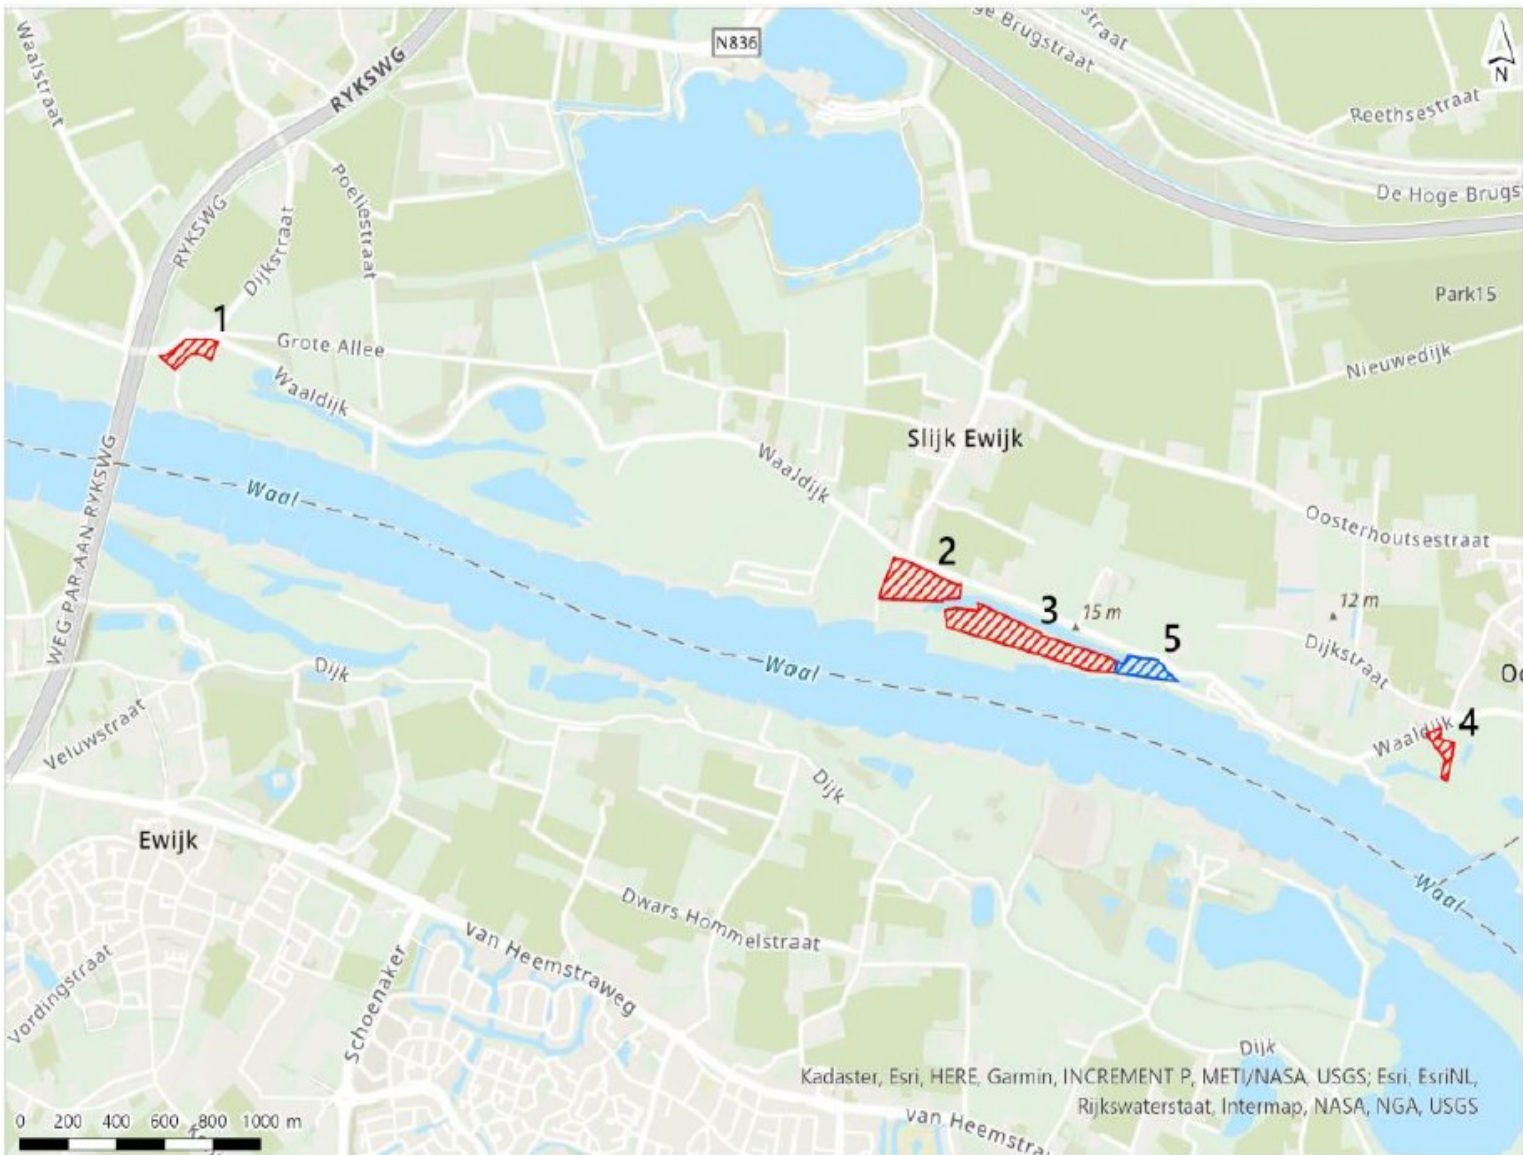 Waalstraat
RYKSWG
N836
ge Brugstraat
straat
N
Reethsestraat
De Hoge Brugs
RYKSWG
Poeliestraat
Dijkstraat
Park15
1
Grote Allee
Nieuwedijk
Waaldijk
Slijk Ewijk
Waaldijk
Waal
WEG PAR AAN RYKSWG
Oosterhoutsestraat
2
3
15 m
12 m
5
Dijkstraat
Waal
Dijk
Oo
Veluwstraat
Waaldijk
4
Dijk
Ewijk
Waal
Dwars Hommelstraat
van Heemstraweg
Vordingstraat
Schoenaker
Dijk
Kadaster, Esri, HERE, Garmin, INCREMENT P, METI/NASA, USGS; Esri, EsriNL,
Rijkswaterstaat, Intermap, NASA, NGA, USGS
van Heemstra
0 200 400 600 800 1000 m